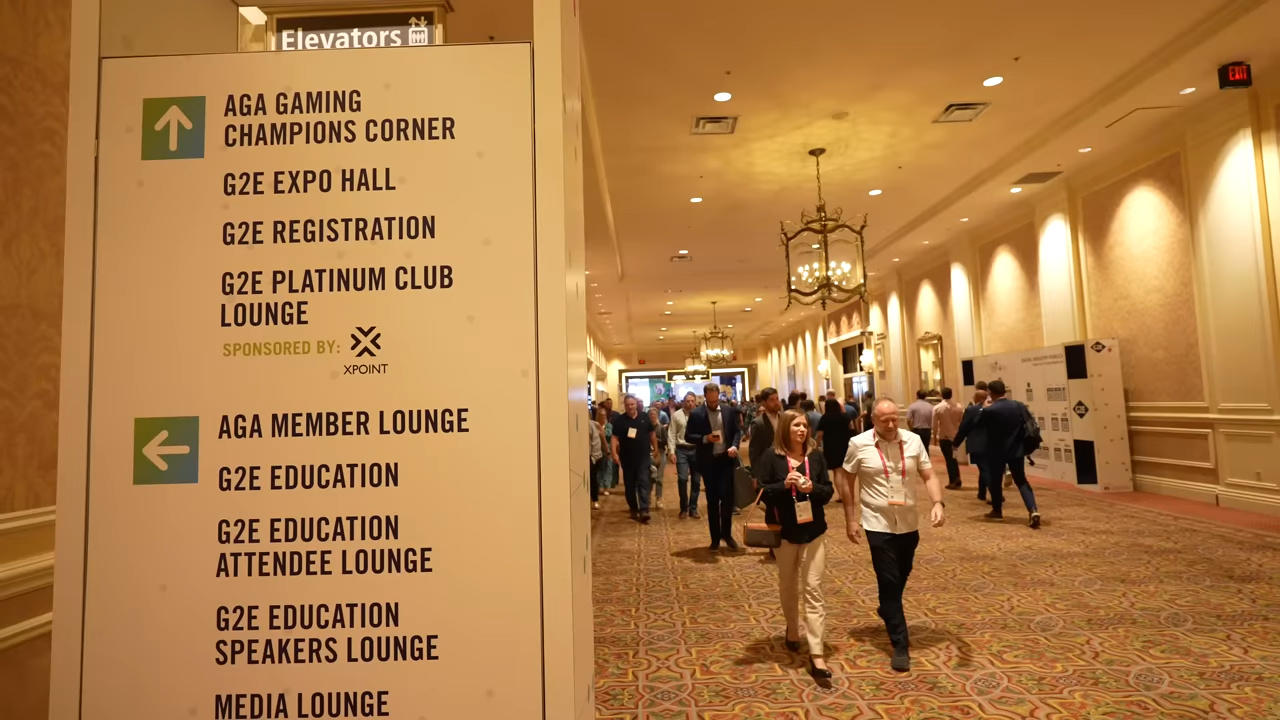 Elevators
AGA GAMING
CHAMPIONS CORNER
G2E EXPO HALL
G2E REGISTRATION
G2E PLATINUM CLUB
LOUNGE
SPONSORED BY:
XPOINT
AGA MEMBER LOUNGE
G2E EDUCATION
G2E EDUCATION
ATTENDEE LOUNGE
G2E EDUCATION
SPEAKERS LOUNGE
MEDIA LOUNGE
EXIT